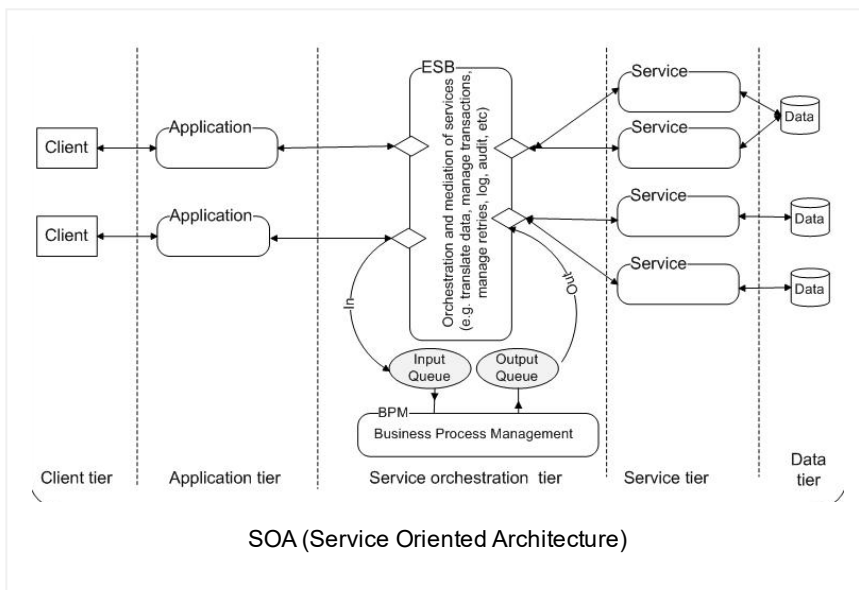 ESB
Service
Orchestration and mediation of services
(e.g. translate data, manage transactions,
manage retries, log, audit, etc)
Data
Application
Service
Client
Application
Service
Client
Data
Service
Data
In
Out
Input
Queue
Output
Queue
BPM
Business Process Management
Client tier
Application tier
Service orchestration tier
Service tier
Data
tier
SOA (Service Oriented Architecture)